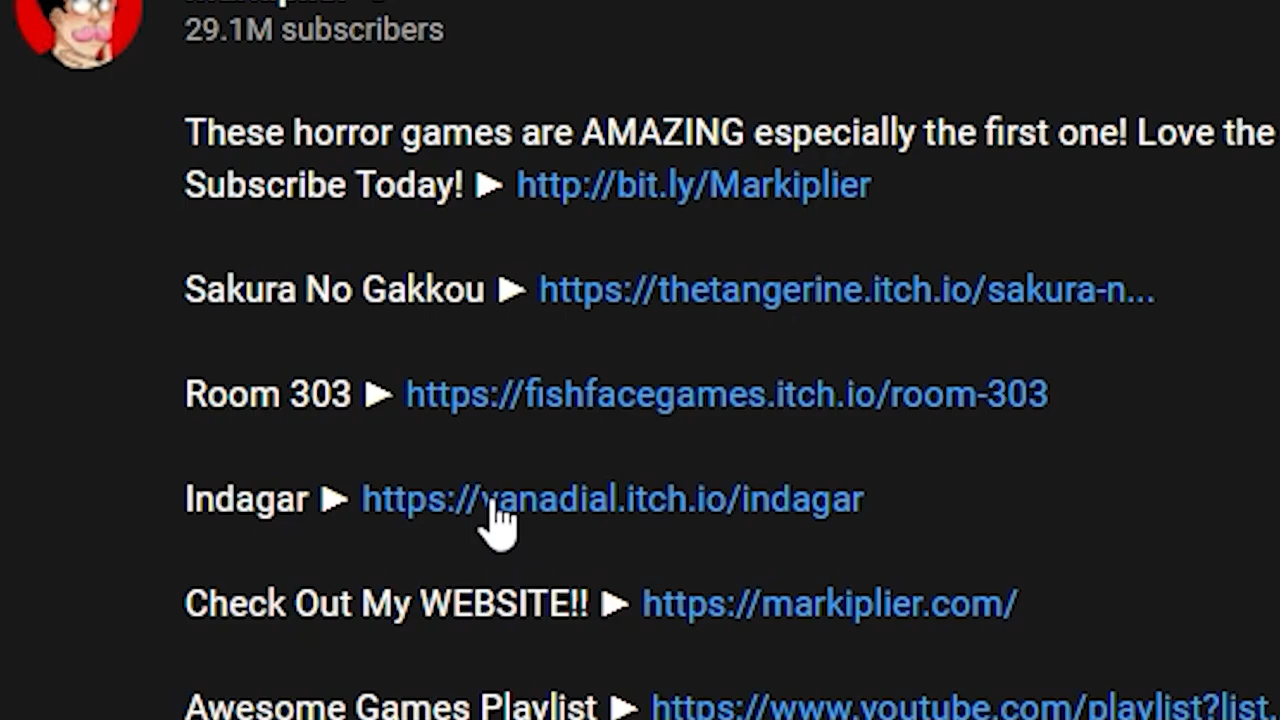 29.1M subscribers
These horror games are AMAZING especially the first one! Love the
Subscribe Today! ► http://bit.ly/Markiplier
Sakura No Gakkou ► https://thetangerine.itch.io/sakura-n...
Room 303 ► https://fishfacegames.itch.io/room-303
Indagar ► https://vanadial.itch.io/indagar
Check Out My WEBSITE!! ► https://markiplier.com/
Awesome Games Playlist ► https://www.youtube.com/playlist?list